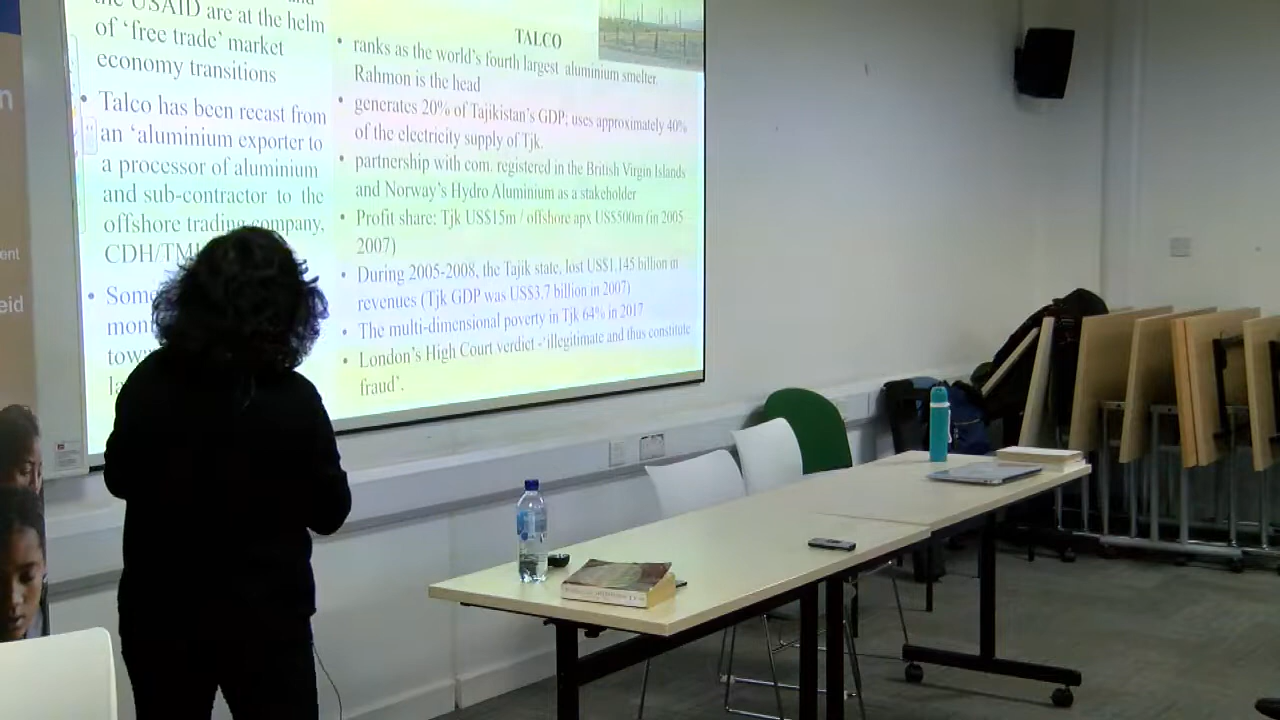 the USAID are at the helm
of ‘free trade’ market
economy transitions
• Talco has been recast from
an ‘aluminium exporter to
a processor of aluminium
and sub-contractor to the
offshore trading company,
CDH/TML
•
TALCO
• ranks as the world’s fourth largest aluminium smelter.
Rahmon is the head
• generates 20% of Tajikistan’s GDP; uses approximately 40%
of the electricity supply of Tjk.
• partnership with com. registered in the British Virgin Islands
and Norway’s Hydro Aluminium as a stakeholder
• Profit share: Tjk US$15m / offshore apx US$500m (in 2005
2007)
• During 2005-2008, the Tajik state, lost US$1.145 billion in
revenues (Tjk GDP was US$3.7 billion in 2007)
• The multi-dimensional poverty in Tjk 64% in 2017
• London’s High Court verdict -‘illegitimate and thus constitute
fraud’.